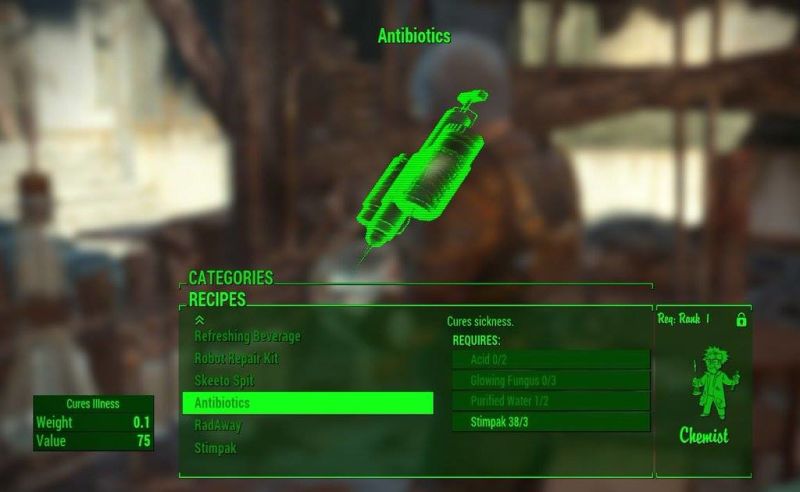 Antibiotics
CATEGORIES
RECIPES
Refreshing Beverage
Robot Repair Kit
Skeeto Spit
Antibiotics
RadAway
Stimpak
Cures sickness.
REQUIRES:
Acid 0/2
Glowing Fungus 0/3
Purified Water 1/2
Stimpak 38/3
Req: Rank 1
Chemist
Cures Illness
Weight 0.1
Value 75